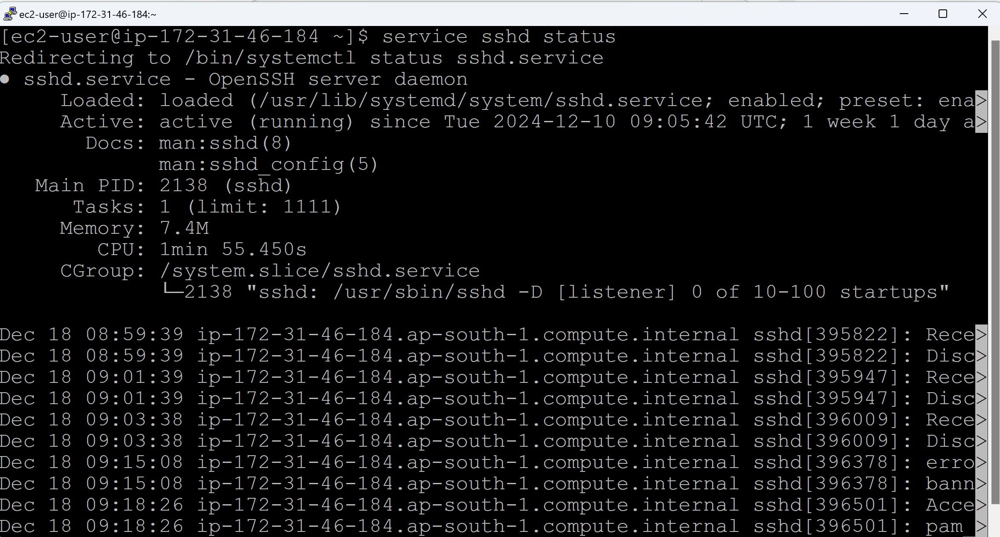 ec2-user@ip-172-31-46-184:~
[ec2-user@ip-172-31-46-184 ~]$ service sshd status
Redirecting to /bin/systemctl status sshd.service
● sshd.service - OpenSSH server daemon
Loaded: loaded (/usr/lib/systemd/system/sshd.service; enabled; preset: ena>
Active: active (running) since Tue 2024-12-10 09:05:42 UTC; 1 week 1 day a>
Docs: man:sshd(8)
man:sshd_config(5)
Main PID: 2138 (sshd)
Tasks: 1 (limit: 1111)
Memory: 7.4M
CPU: 1min 55.450s
CGroup: /system.slice/sshd.service
└─2138 "sshd: /usr/sbin/sshd -D [listener] 0 of 10-100 startups"
Dec 18 08:59:39 ip-172-31-46-184.ap-south-1.compute.internal sshd[395822]: Rece>
Dec 18 08:59:39 ip-172-31-46-184.ap-south-1.compute.internal sshd[395822]: Disc>
Dec 18 09:01:39 ip-172-31-46-184.ap-south-1.compute.internal sshd[395947]: Rece>
Dec 18 09:01:39 ip-172-31-46-184.ap-south-1.compute.internal sshd[395947]: Disc>
Dec 18 09:03:38 ip-172-31-46-184.ap-south-1.compute.internal sshd[396009]: Rece>
Dec 18 09:03:38 ip-172-31-46-184.ap-south-1.compute.internal sshd[396009]: Disc>
Dec 18 09:15:08 ip-172-31-46-184.ap-south-1.compute.internal sshd[396378]: erro>
Dec 18 09:15:08 ip-172-31-46-184.ap-south-1.compute.internal sshd[396378]: bann>
Dec 18 09:18:26 ip-172-31-46-184.ap-south-1.compute.internal sshd[396501]: Acce>
Dec 18 09:18:26 ip-172-31-46-184.ap-south-1.compute.internal sshd[396501]: pam_>